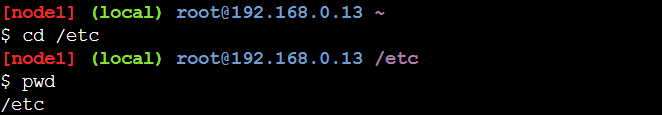 [node1] (local) root@192.168.0.13 ~
$ cd /etc
[node1] (local) root@192.168.0.13 /etc
$ pwd
/etc